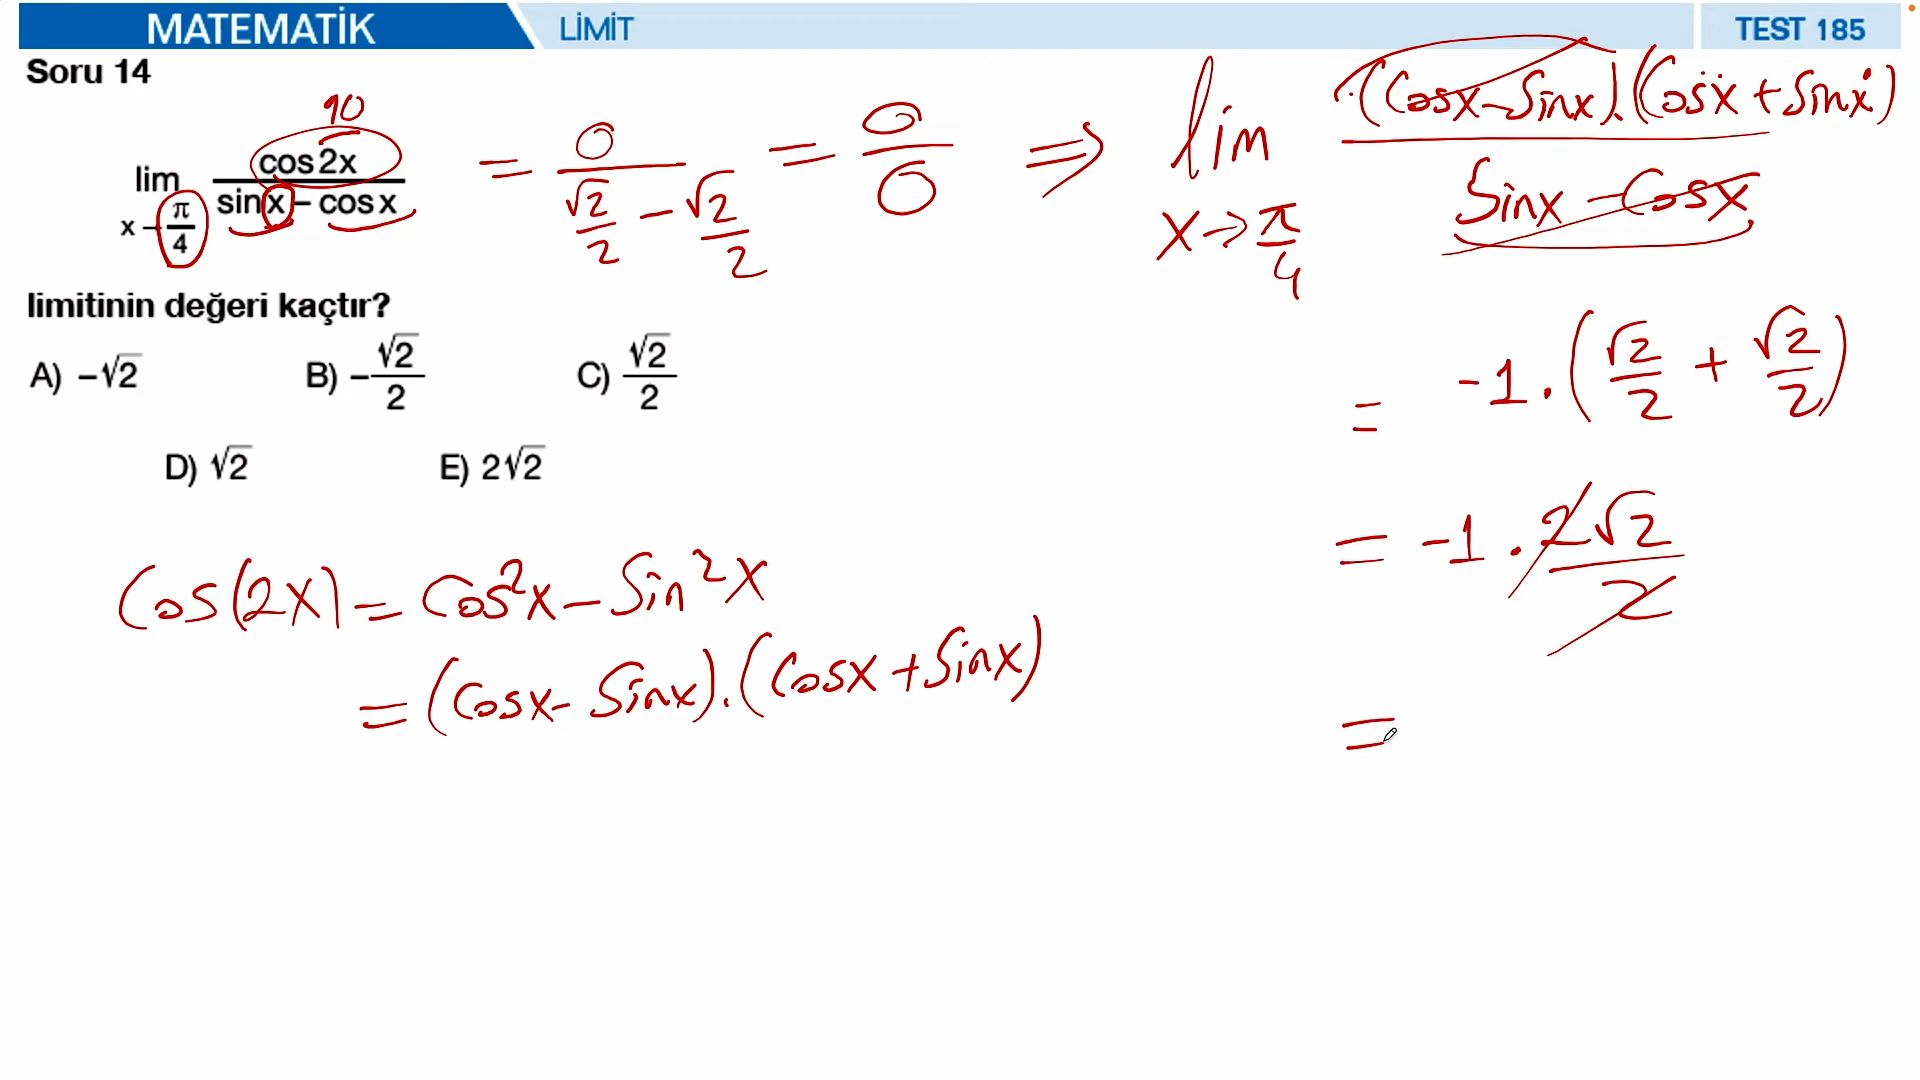 MATEMATİK LİMİT TEST 185
Soru 14
90
lim x→π/4 cos2x / (sinx – cosx) = 0 / (√2/2 – √2/2) = 0/0 ⇒ lim x→π/4 (Cosx – Sinx).(Cosx + Sinx) / (Sinx – Cosx)
limitinin değeri kaçtır?
A) –√2 B) –√2/2 C) √2/2
D) √2 E) 2√2
= -1.(√2/2 + √2/2)
= -1 . 2√2/2
=
Cos(2x) = Cos²x – Sin²x
= (Cosx – Sinx).(Cosx + Sinx)